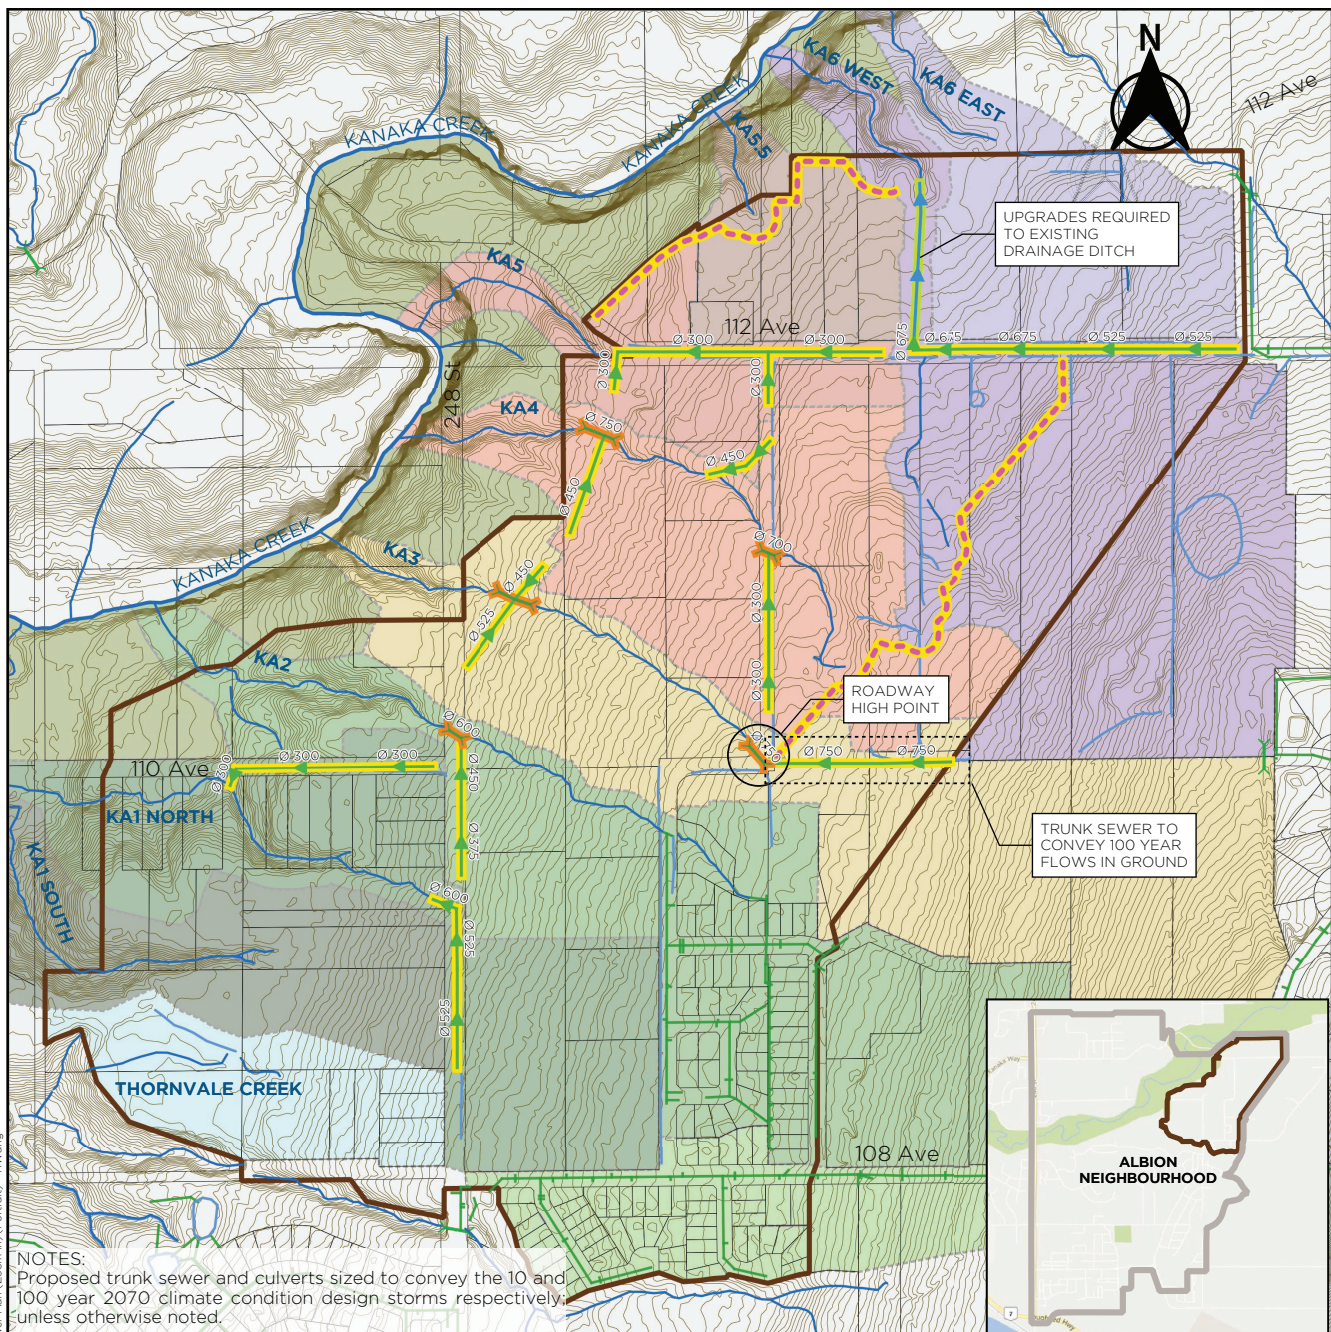 N
112 Ave
KA6 WEST
KA6 EAST
KANAKA CREEK
KANAKA CREEK
KA5.5
UPGRADES REQUIRED
TO EXISTING
DRAINAGE DITCH
KA5
112 Ave
Ø 300
Ø 300
Ø 675
Ø 675
Ø 675
Ø 525
Ø 525
Ø 300
Ø 300
248 St
KA4
Ø 750
Ø 450
Ø 450
KANAKA CREEK
KA3
Ø 700
Ø 450
Ø 525
Ø 300
Ø 300
KA2
ROADWAY
HIGH POINT
Ø 600
Ø 750
Ø 750
110 Ave
Ø 300
Ø 300
Ø 300
Ø 450
KA1 NORTH
Ø 375
TRUNK SEWER TO
CONVEY 100 YEAR
FLOWS IN GROUND
KA1 SOUTH
Ø 600
Ø 525
Ø 525
THORNVALE CREEK
108 Ave
ALBION
NEIGHBOURHOOD
Kanaka Way
7
Hwy
NOTES:
Proposed trunk sewer and culverts sized to convey the 10 and
100 year 2070 climate condition design storms respectively;
unless otherwise noted.